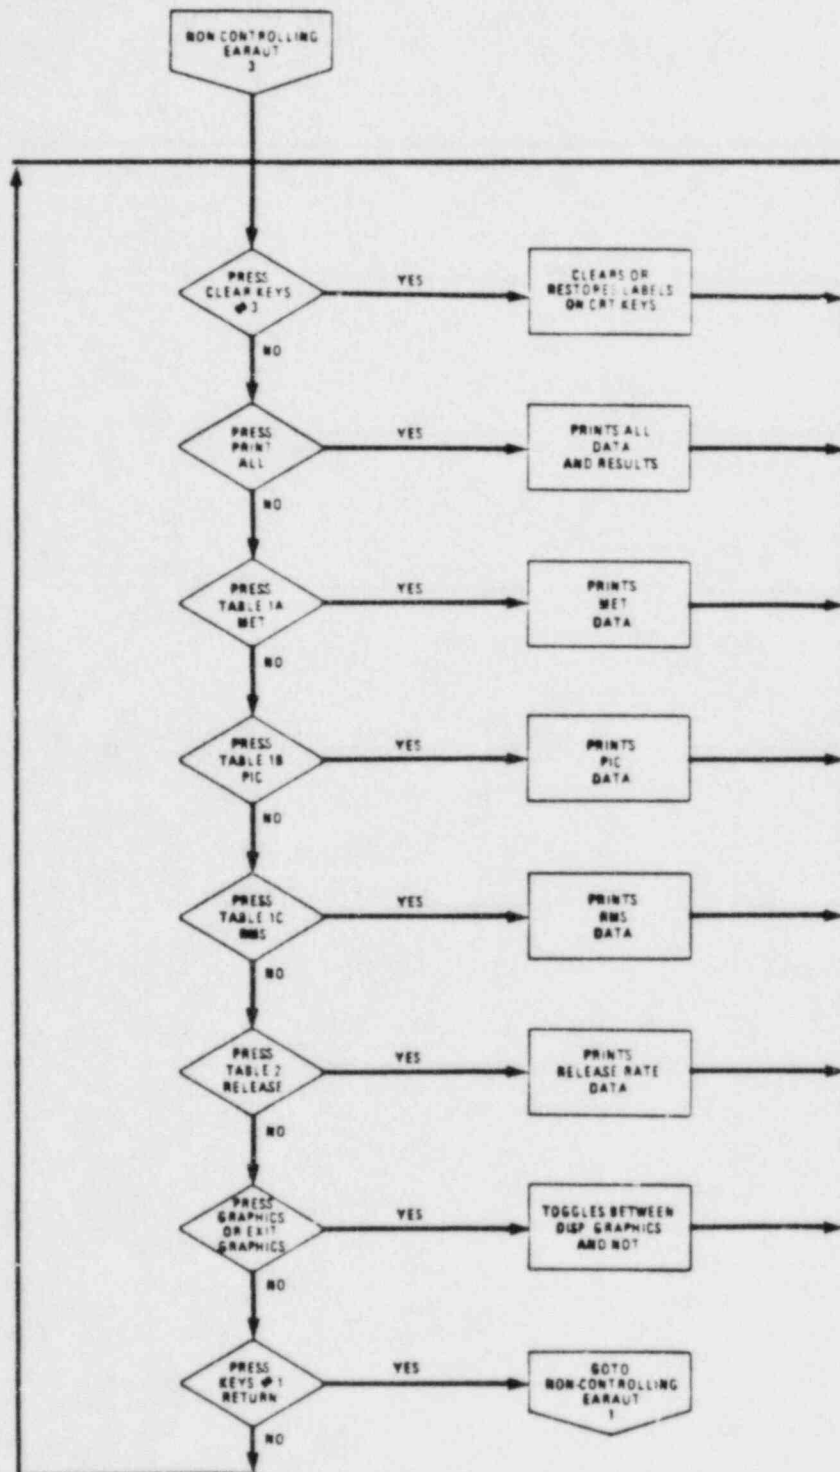 NON CONTROLLING
EARAUT
3
PRESS
CLEAR KEYS
# 3
YES
CLEARS OR
RESTORES LABELS
ON CRT KEYS
NO
PRESS
PRINT
ALL
YES
PRINTS ALL
DATA
AND RESULTS
NO
PRESS
TABLE 1A
MET
YES
PRINTS
MET
DATA
NO
PRESS
TABLE 1B
PIC
YES
PRINTS
PIC
DATA
NO
PRESS
TABLE 1C
RMS
YES
PRINTS
RMS
DATA
NO
PRESS
TABLE 2
RELEASE
YES
PRINTS
RELEASE RATE
DATA
NO
PRESS
GRAPHICS
OR EXIT
GRAPHICS
YES
TOGGLES BETWEEN
DISP GRAPHICS
AND NOT
NO
PRESS
KEYS # 1
RETURN
YES
GOTO
NON-CONTROLLING
EARAUT
1
NO